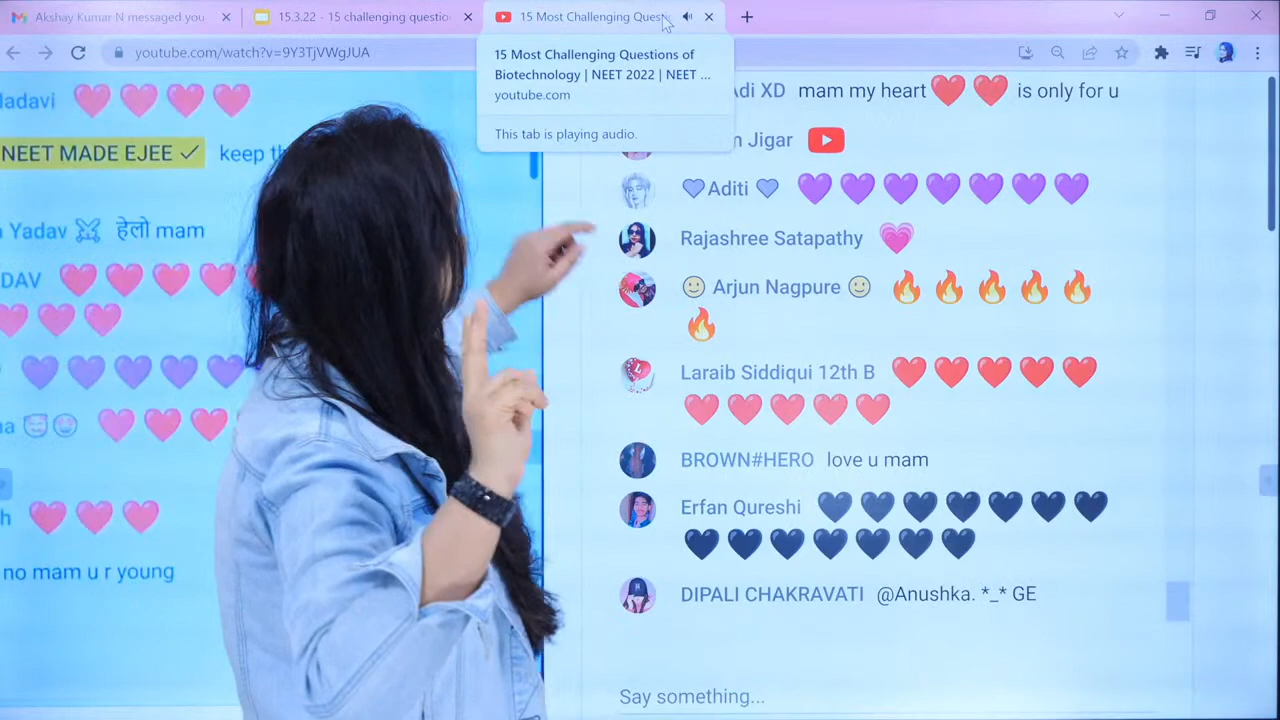 Akshay Kumar N messaged you
15.3.22 - 15 challenging questio
15 Most Challenging Quest
youtube.com/watch?v=9Y3TjVWgJUA
15 Most Challenging Questions of
Biotechnology | NEET 2022 | NEET ...
youtube.com
This tab is playing audio.
ladavi
NEET MADE EJEE ✓ keep
Yadav हेलो mam
DAV
no mam u r young
di XD mam my heart ❤️ ❤️ is only for u
Jigar
💙Aditi 💙 💜💜💜💜💜💜💜
Rajashree Satapathy 💗
🙂 Arjun Nagpure 🙂 🔥🔥🔥🔥🔥
🔥
Laraib Siddiqui 12th B ❤️❤️❤️❤️❤️
❤️❤️❤️❤️❤️
BROWN#HERO love u mam
Erfan Qureshi 🖤🖤🖤🖤🖤🖤🖤
🖤🖤🖤🖤🖤🖤🖤
DIPALI CHAKRAVATI @Anushka. *_* GE
Say something...